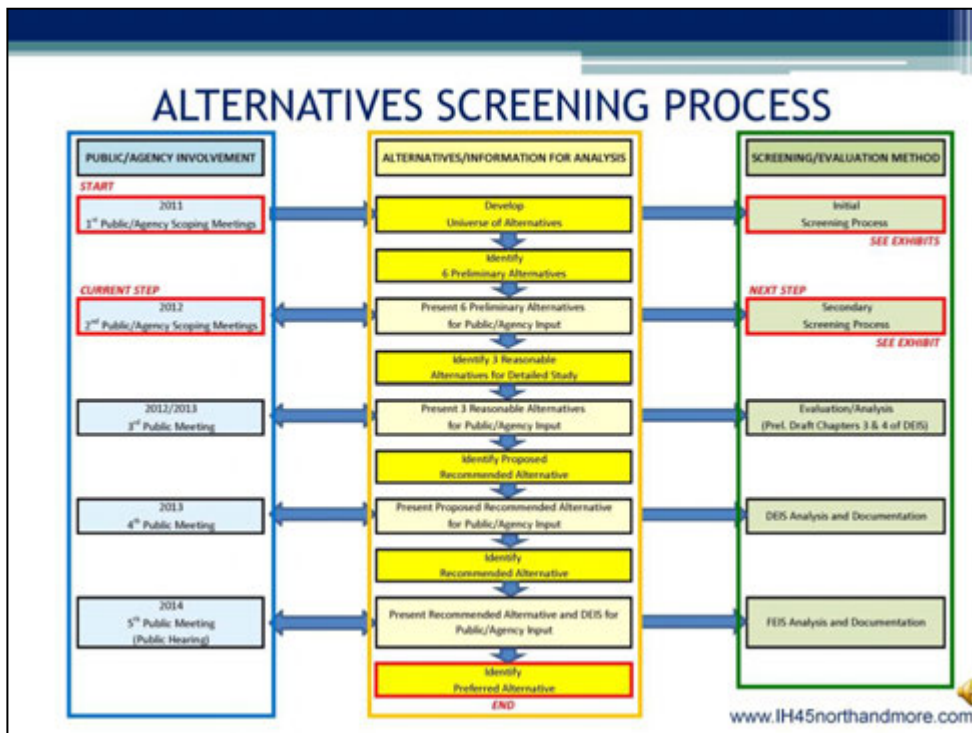 ALTERNATIVES SCREENING PROCESS
PUBLIC/AGENCY INVOLVEMENT
START
2011
1st Public/Agency Scoping Meetings
CURRENT STEP
2012
2nd Public/Agency Scoping Meetings
2012/2013
3rd Public Meeting
2013
4th Public Meeting
2014
5th Public Meeting
(Public Hearing)
ALTERNATIVES/INFORMATION FOR ANALYSIS
Develop
Universe of Alternatives
Identify
6 Preliminary Alternatives
Present 6 Preliminary Alternatives
for Public/Agency Input
Identify 3 Reasonable
Alternatives for Detailed Study
Present 3 Reasonable Alternatives
for Public/Agency Input
Identify Proposed
Recommended Alternative
Present Proposed Recommended Alternative
for Public/Agency Input
Identify
Recommended Alternative
Present Recommended Alternative and DEIS for
Public/Agency Input
Identify
Preferred Alternative
END
SCREENING/EVALUATION METHOD
Initial
Screening Process
SEE EXHIBITS
NEXT STEP
Secondary
Screening Process
SEE EXHIBIT
Evaluation/Analysis
(Prel. Draft Chapters 3 & 4 of DEIS)
DEIS Analysis and Documentation
FEIS Analysis and Documentation
www.IH45northandmore.com